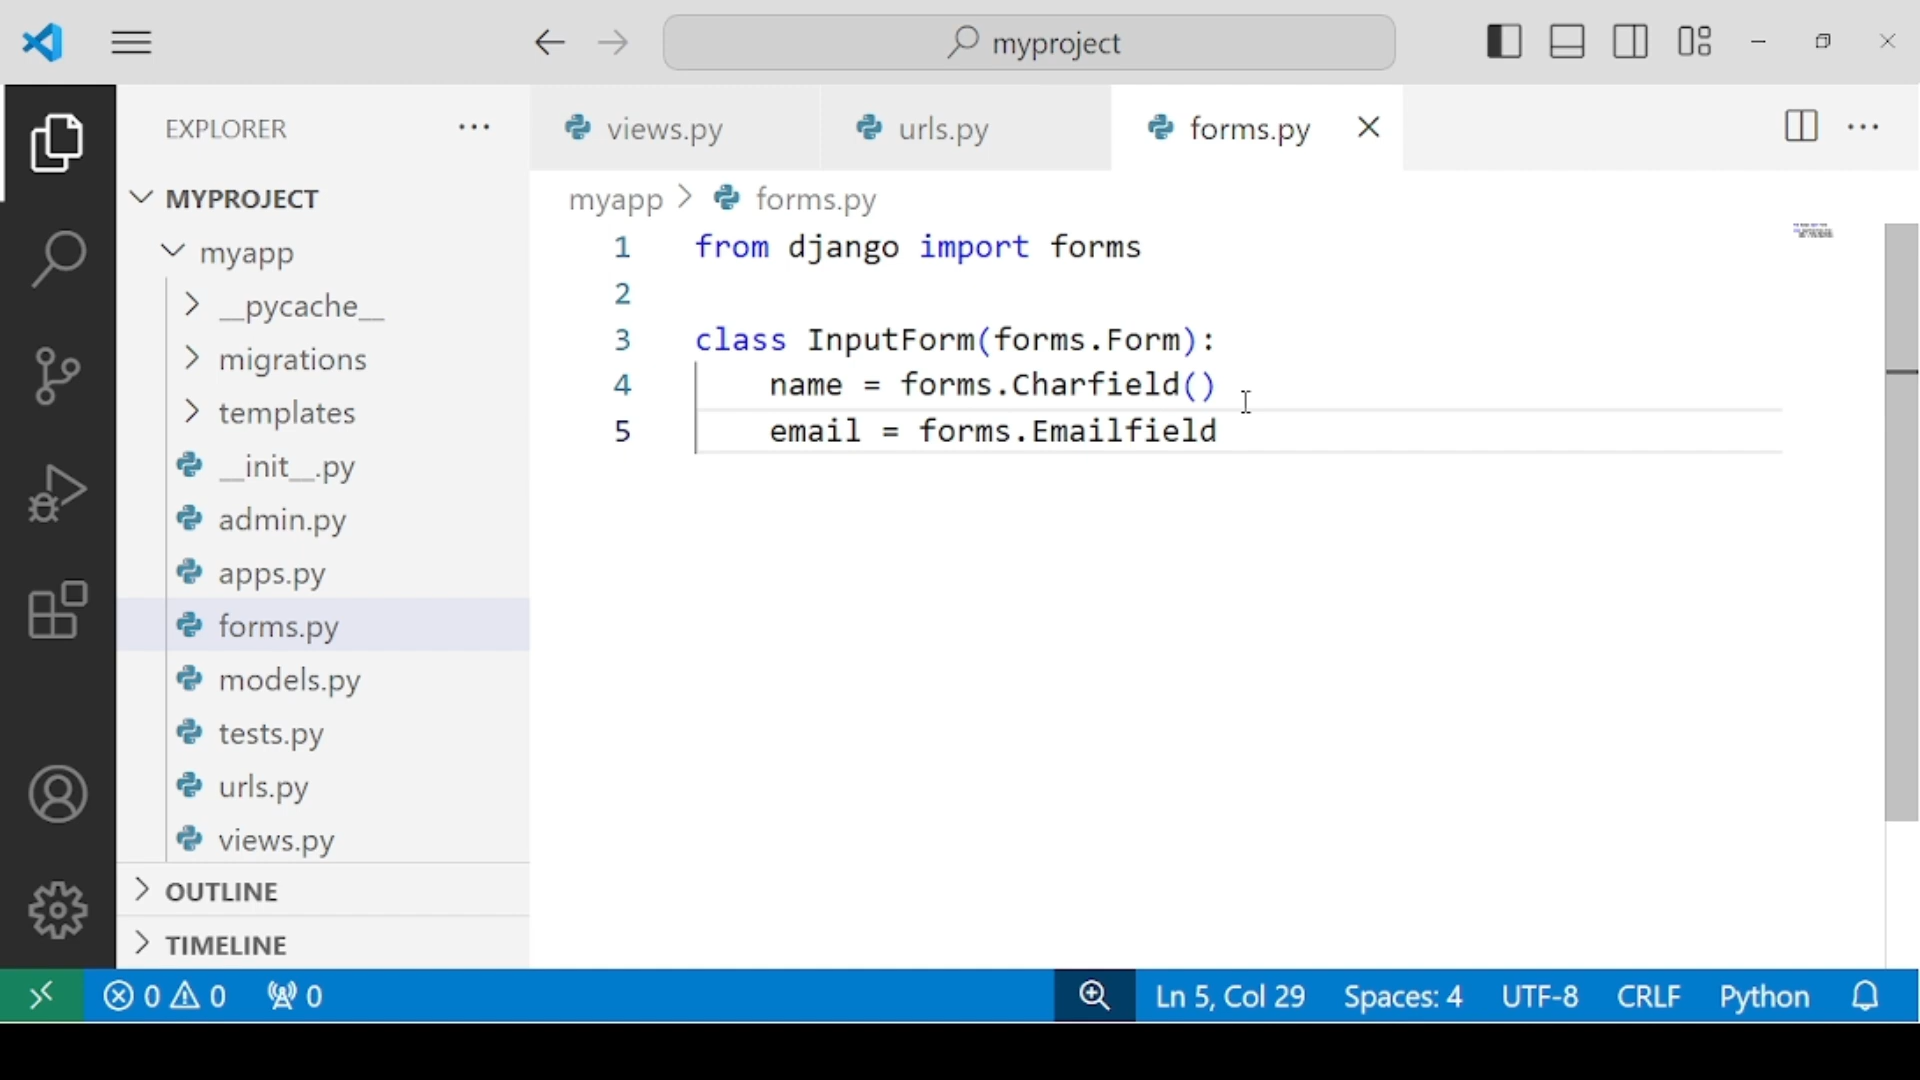 myproject
EXPLORER
MYPROJECT
myapp
__pycache__
migrations
templates
__init__.py
admin.py
apps.py
forms.py
models.py
tests.py
urls.py
views.py
OUTLINE
TIMELINE
views.py
urls.py
forms.py
myapp > forms.py
1 from django import forms
2
3 class InputForm(forms.Form):
4 name = forms.Charfield()
5 email = forms.Emailfield
0 0 0
Ln 5, Col 29 Spaces: 4 UTF-8 CRLF Python